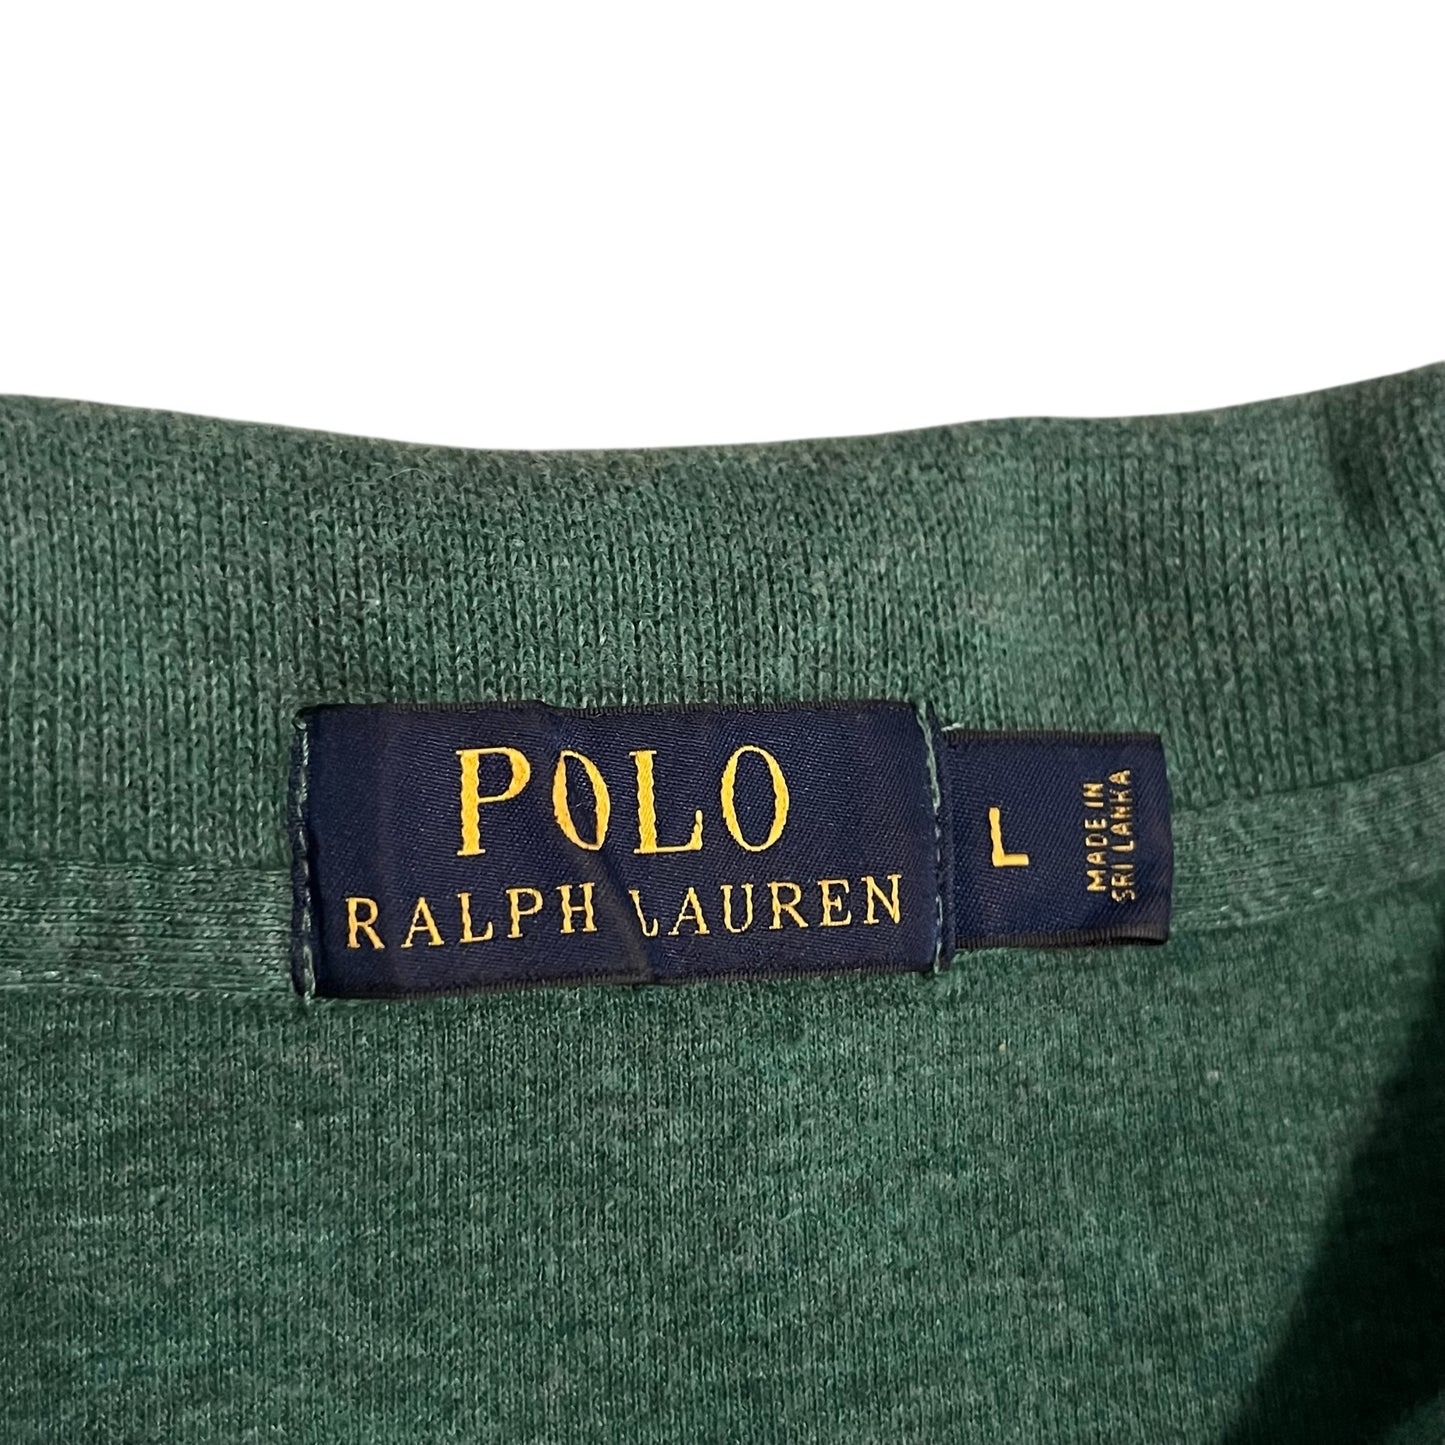 POLO
RALPH LAUREN
L
MADE IN
SRI LANKA